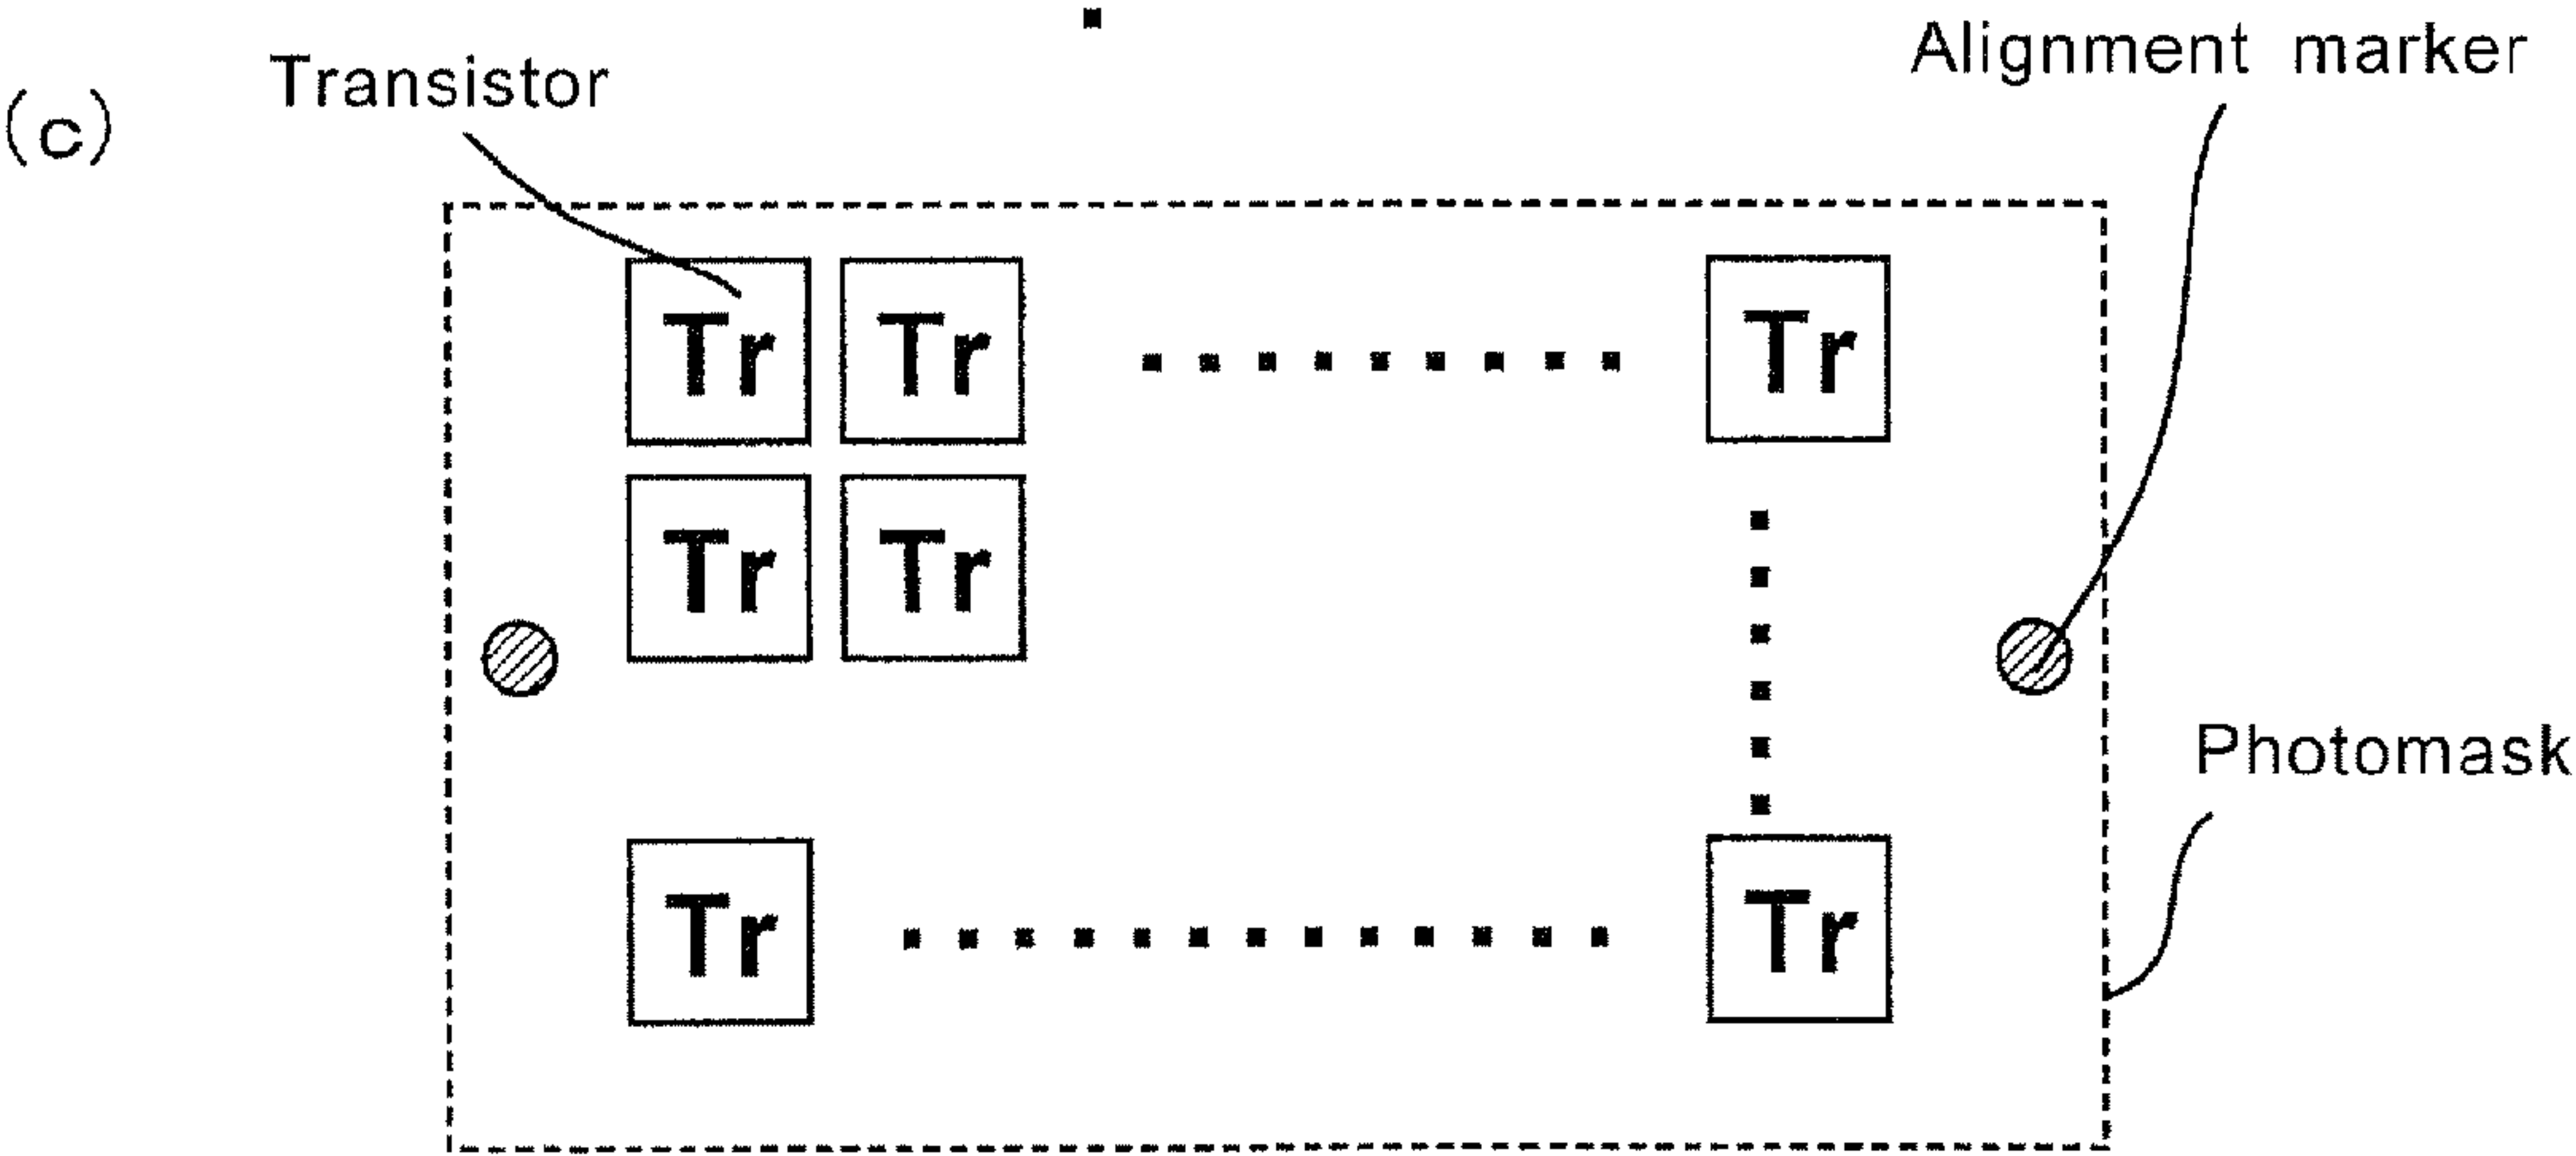 Alignment marker
Transistor
(c)
Tr Tr Tr
Tr Tr
Photomask
Tr Tr